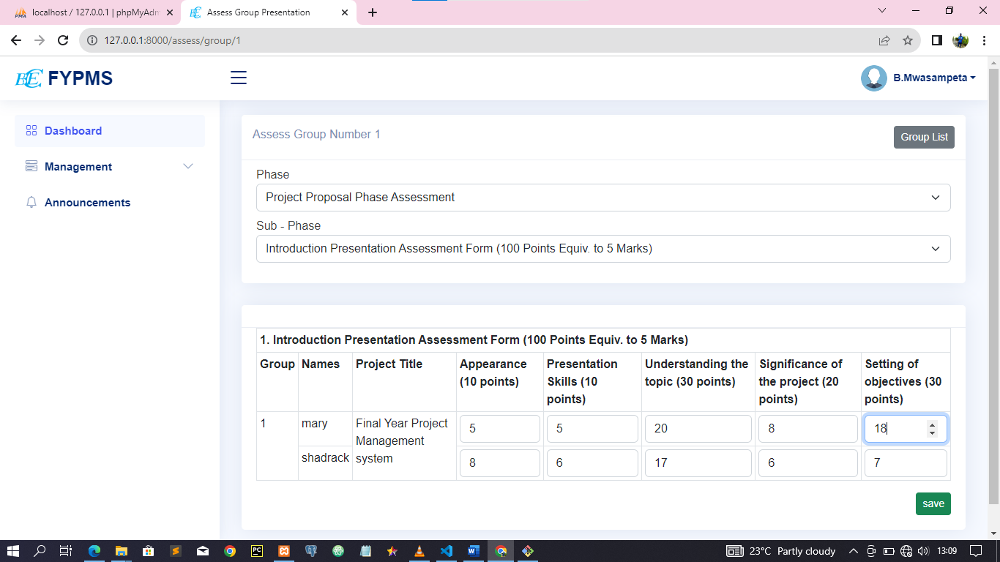 localhost / 127.0.0.1 | phpMyAdm
Assess Group Presentation
127.0.0.1:8000/assess/group/1
FYPMS
B.Mwasampeta
Dashboard
Management
Announcements
Assess Group Number 1
Group List
Phase
Project Proposal Phase Assessment
Sub - Phase
Introduction Presentation Assessment Form (100 Points Equiv. to 5 Marks)
1. Introduction Presentation Assessment Form (100 Points Equiv. to 5 Marks)
Group Names Project Title Appearance (10 points) Presentation Skills (10 points) Understanding the topic (30 points) Significance of the project (20 points) Setting of objectives (30 points)
1 mary Final Year Project Management system 5 5 20 8 18
shadrack 8 6 17 6 7
save
23°C Partly cloudy 13:09